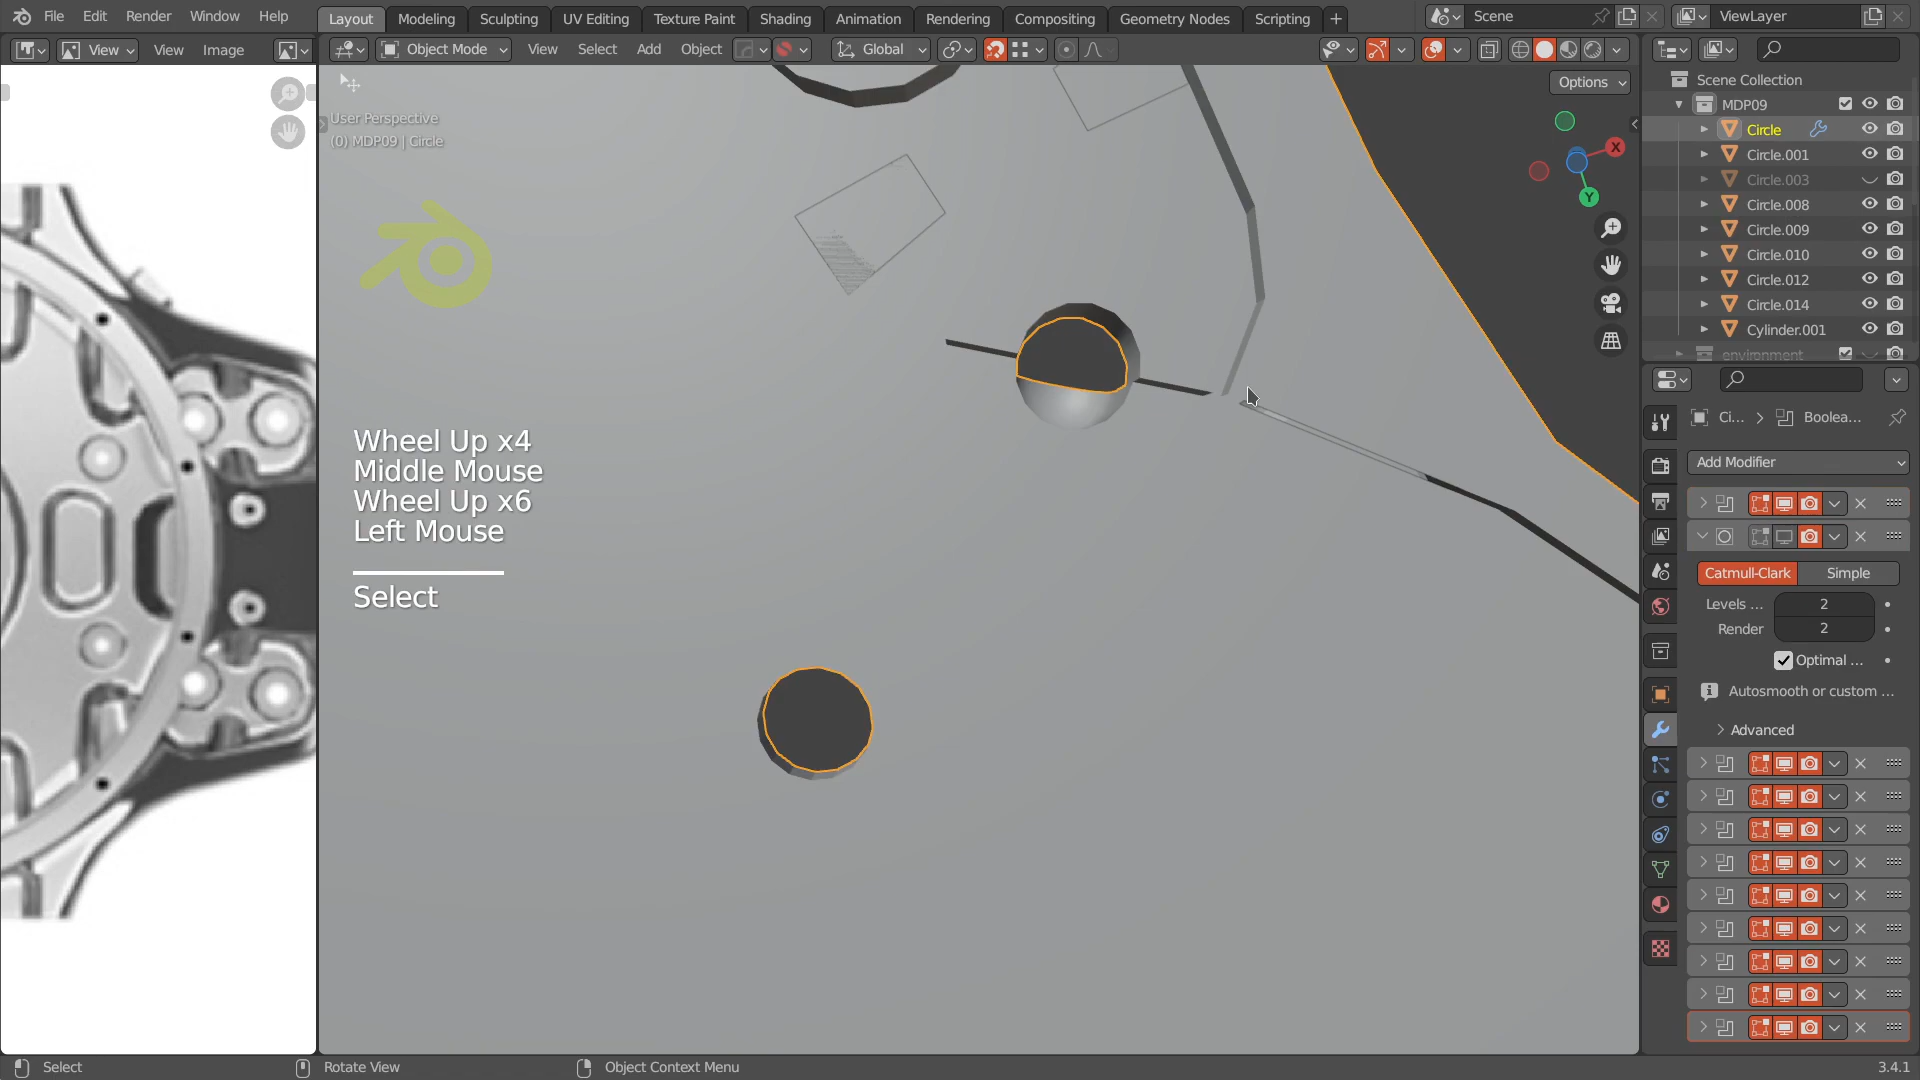 File Edit Render Window Help
Layout Modeling Sculpting UV Editing Texture Paint Shading Animation Rendering Compositing Geometry Nodes Scripting +
Scene
ViewLayer
View View Image
Object Mode View Select Add Object Global
Options
User Perspective
(0) MDP09 | Circle
X
Y
Wheel Up x4
Middle Mouse
Wheel Up x6
Left Mouse
Select
Scene Collection
MDP09
Circle
Circle.001
Circle.003
Circle.008
Circle.009
Circle.010
Circle.012
Circle.014
Cylinder.001
environment
Ci... > Boolea...
Add Modifier
Catmull-Clark Simple
Levels ... 2
Render 2
Optimal ...
Autosmooth or custom ...
Advanced
Select
Rotate View
Object Context Menu
3.4.1